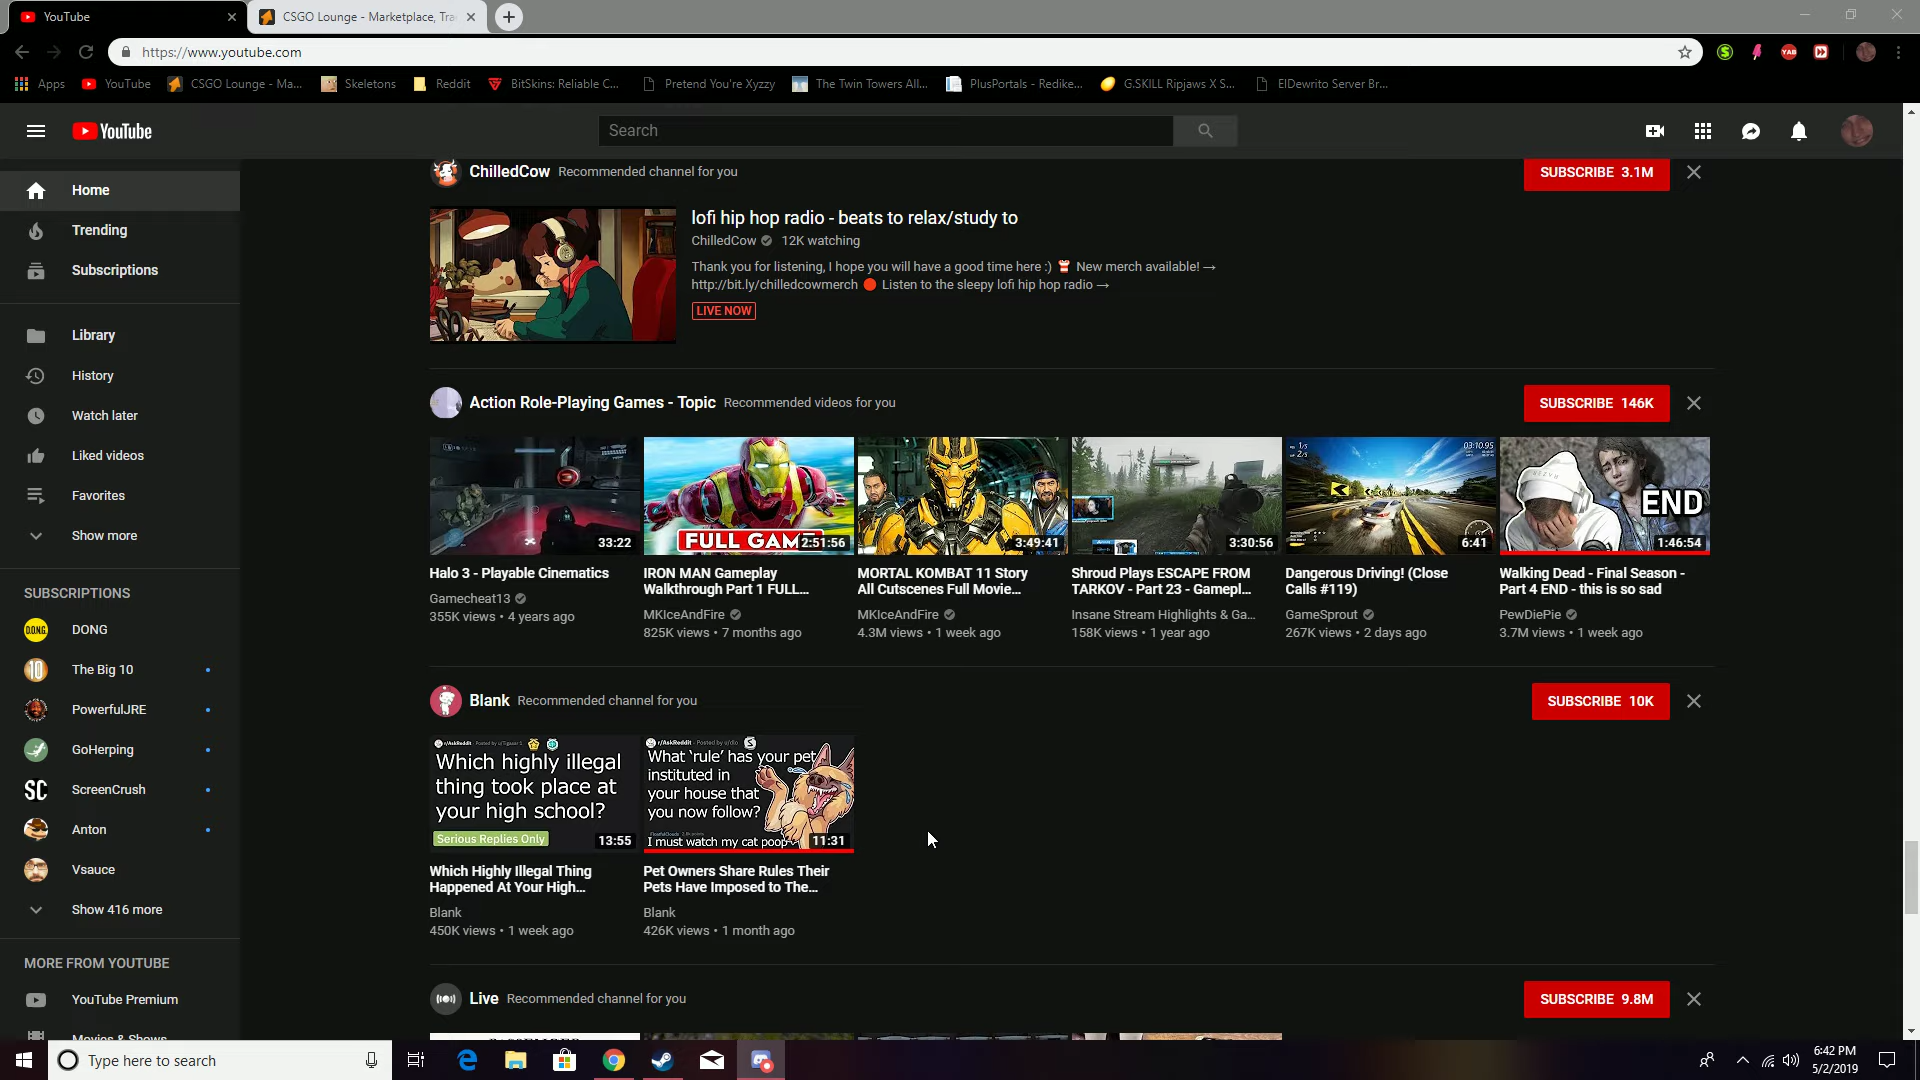 YouTube
CSGO Lounge - Marketplace, Tra
https://www.youtube.com
Apps
YouTube
CSGO Lounge - Ma...
Skeletons
Reddit
BitSkins: Reliable C...
Pretend You're Xyzzy
The Twin Towers All...
PlusPortals - Redike...
G.SKILL Ripjaws X S...
ElDewrito Server Br...
YouTube
Search
Home
Trending
Subscriptions
Library
History
Watch later
Liked videos
Favorites
Show more
SUBSCRIPTIONS
DONG
The Big 10
PowerfulJRE
GoHerping
ScreenCrush
Anton
Vsauce
Show 416 more
MORE FROM YOUTUBE
YouTube Premium
Movies & Shows
ChilledCow Recommended channel for you
SUBSCRIBE 3.1M
lofi hip hop radio - beats to relax/study to
ChilledCow 12K watching
Thank you for listening, I hope you will have a good time here :) New merch available! →
http://bit.ly/chilledcowmerch Listen to the sleepy lofi hip hop radio →
LIVE NOW
Action Role-Playing Games - Topic Recommended videos for you
SUBSCRIBE 146K
33:22
Halo 3 - Playable Cinematics
Gamecheat13
355K views • 4 years ago
FULL GAM
2:51:56
IRON MAN Gameplay
Walkthrough Part 1 FULL...
MKIceAndFire
825K views • 7 months ago
3:49:41
MORTAL KOMBAT 11 Story
All Cutscenes Full Movie...
MKIceAndFire
4.3M views • 1 week ago
3:30:56
Shroud Plays ESCAPE FROM
TARKOV - Part 23 - Gamepl...
Insane Stream Highlights & Ga...
158K views • 1 year ago
1/5
2/5
03:10.95
6:41
Dangerous Driving! (Close
Calls #119)
GameSprout
267K views • 2 days ago
END
1:46:54
Walking Dead - Final Season -
Part 4 END - this is so sad
PewDiePie
3.7M views • 1 week ago
Blank Recommended channel for you
SUBSCRIBE 10K
r/AskReddit
Which highly illegal
thing took place at
your high school?
Serious Replies Only
13:55
Which Highly Illegal Thing
Happened At Your High...
Blank
450K views • 1 week ago
r/AskReddit
What 'rule' has your pet
instituted in
your house that
you now follow?
I must watch my cat poop
11:31
Pet Owners Share Rules Their
Pets Have Imposed to The...
Blank
426K views • 1 month ago
Live Recommended channel for you
SUBSCRIBE 9.8M
Type here to search
6:42 PM
5/2/2019